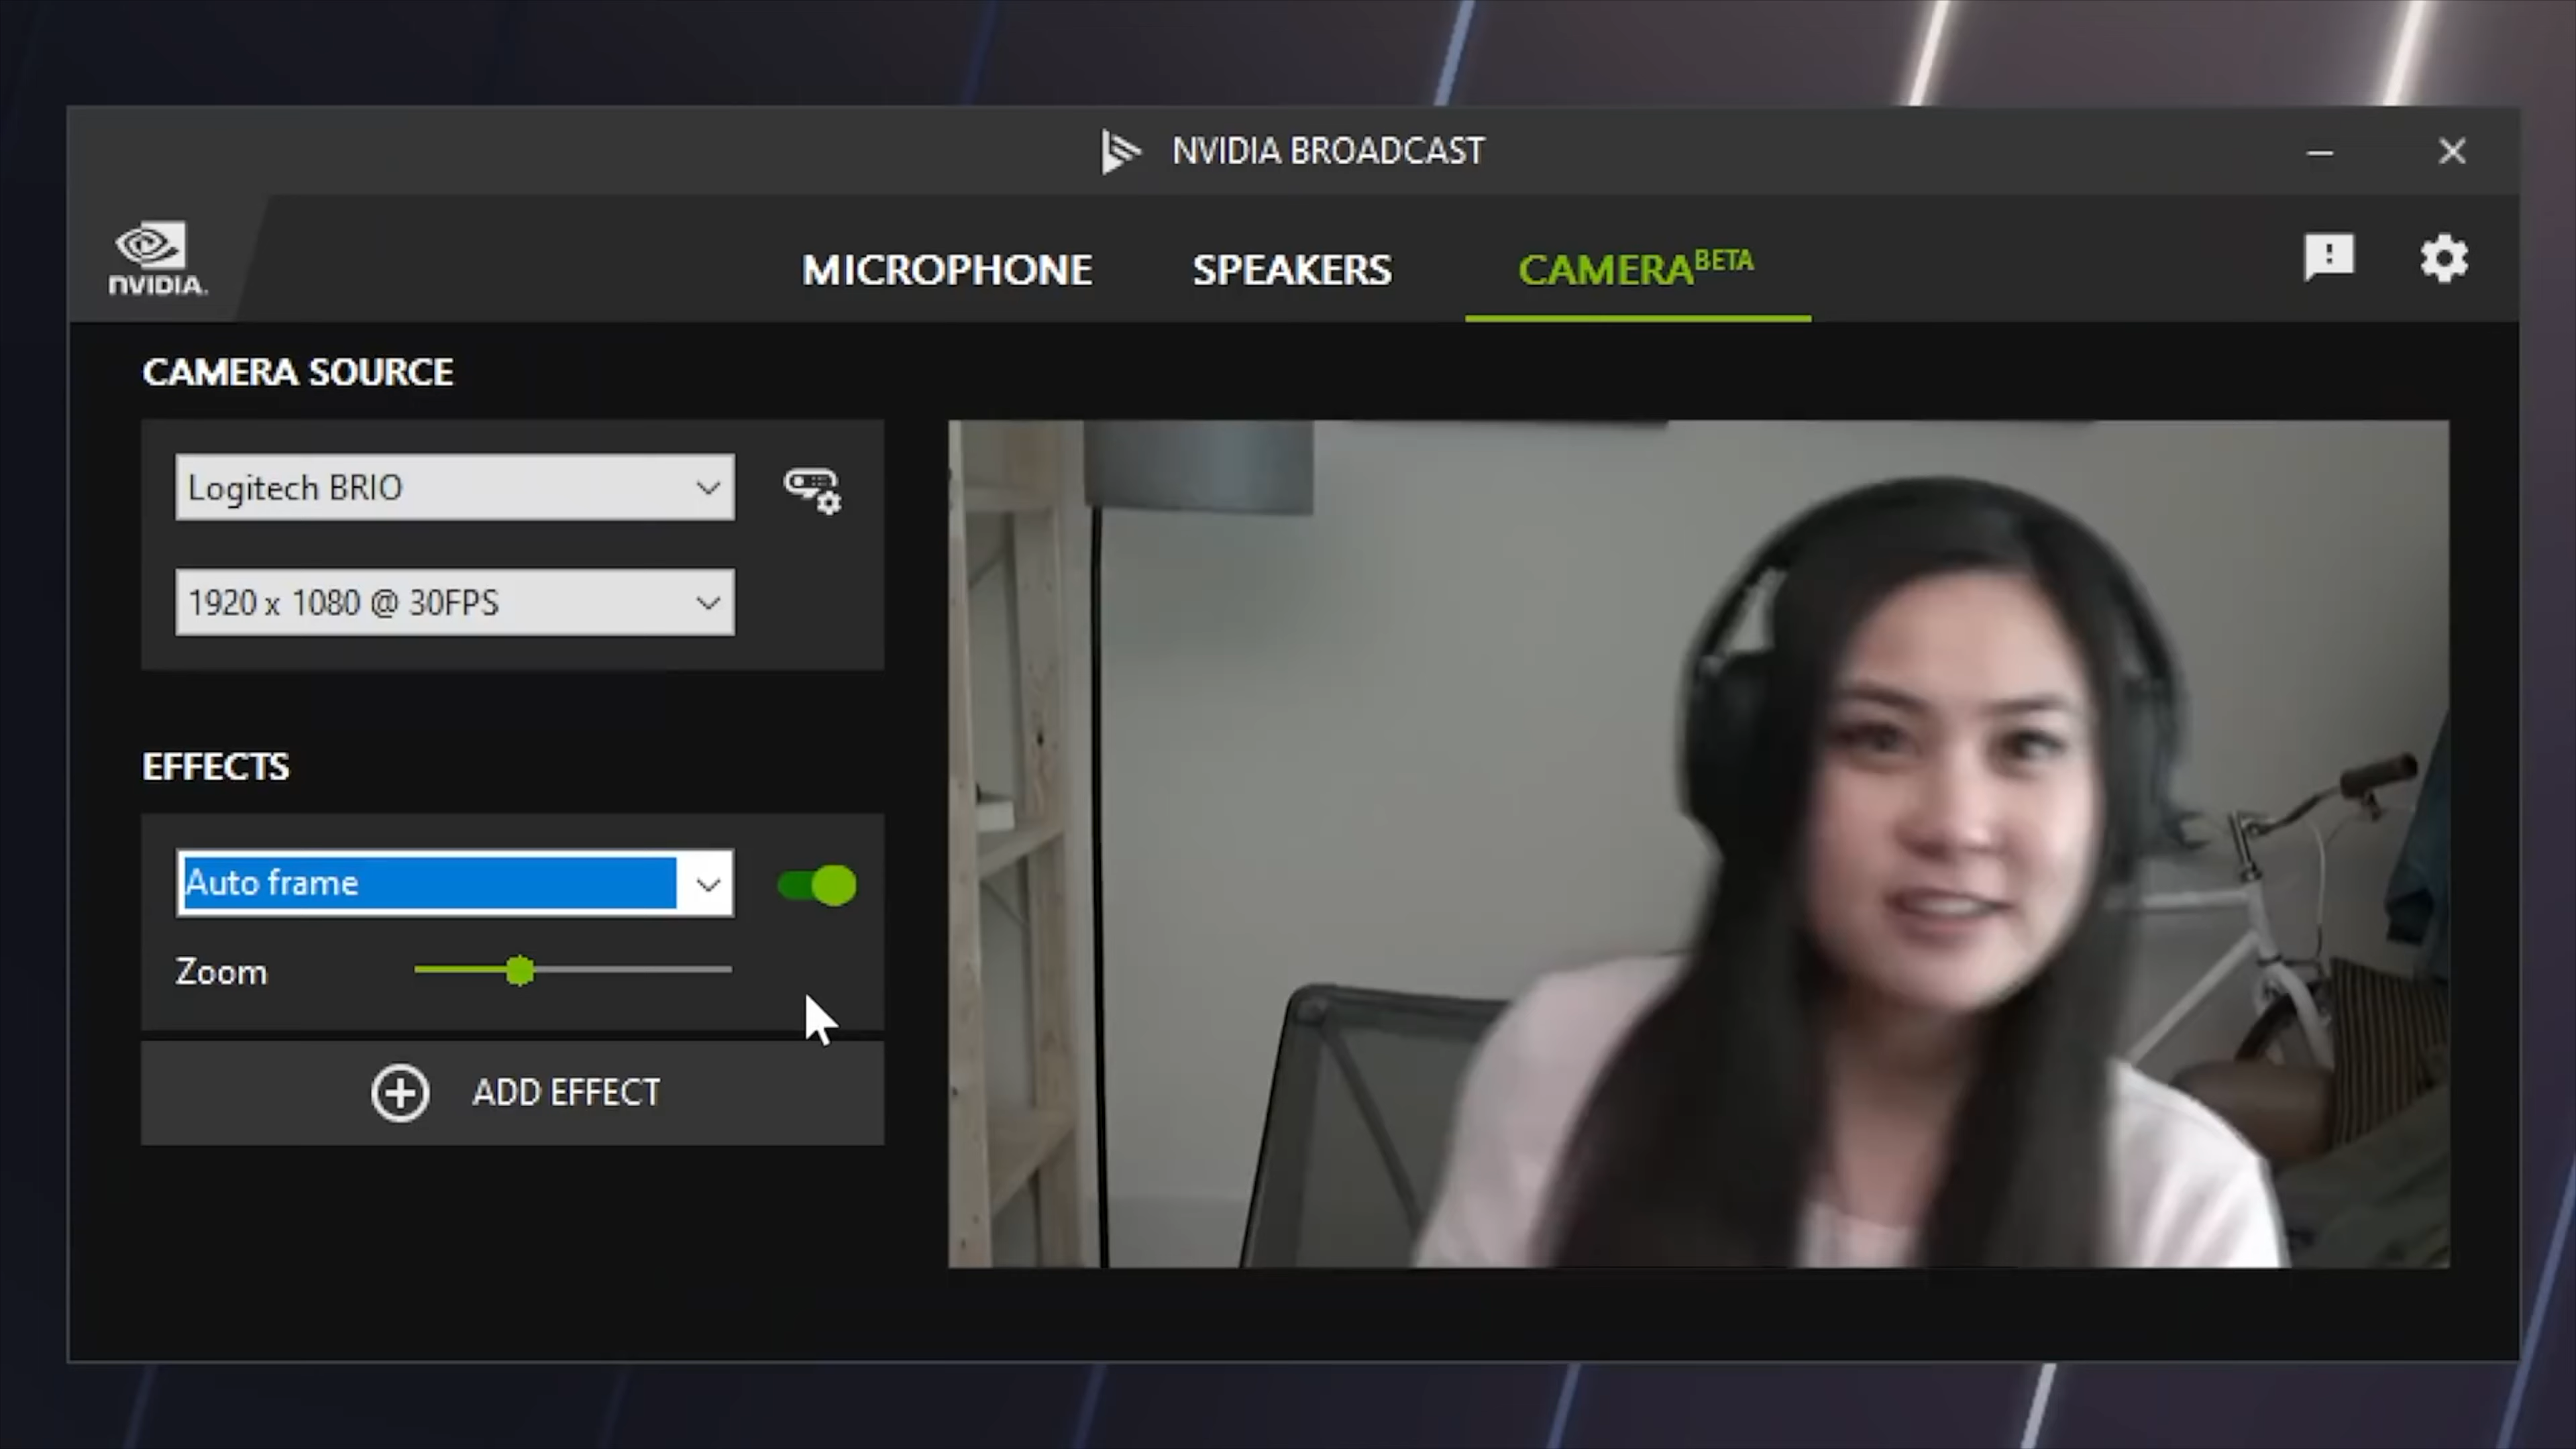 NVIDIA BROADCAST
NVIDIA.
MICROPHONE
SPEAKERS
CAMERA BETA
CAMERA SOURCE
Logitech BRIO
1920 x 1080 @ 30FPS
EFFECTS
Auto frame
Zoom
ADD EFFECT